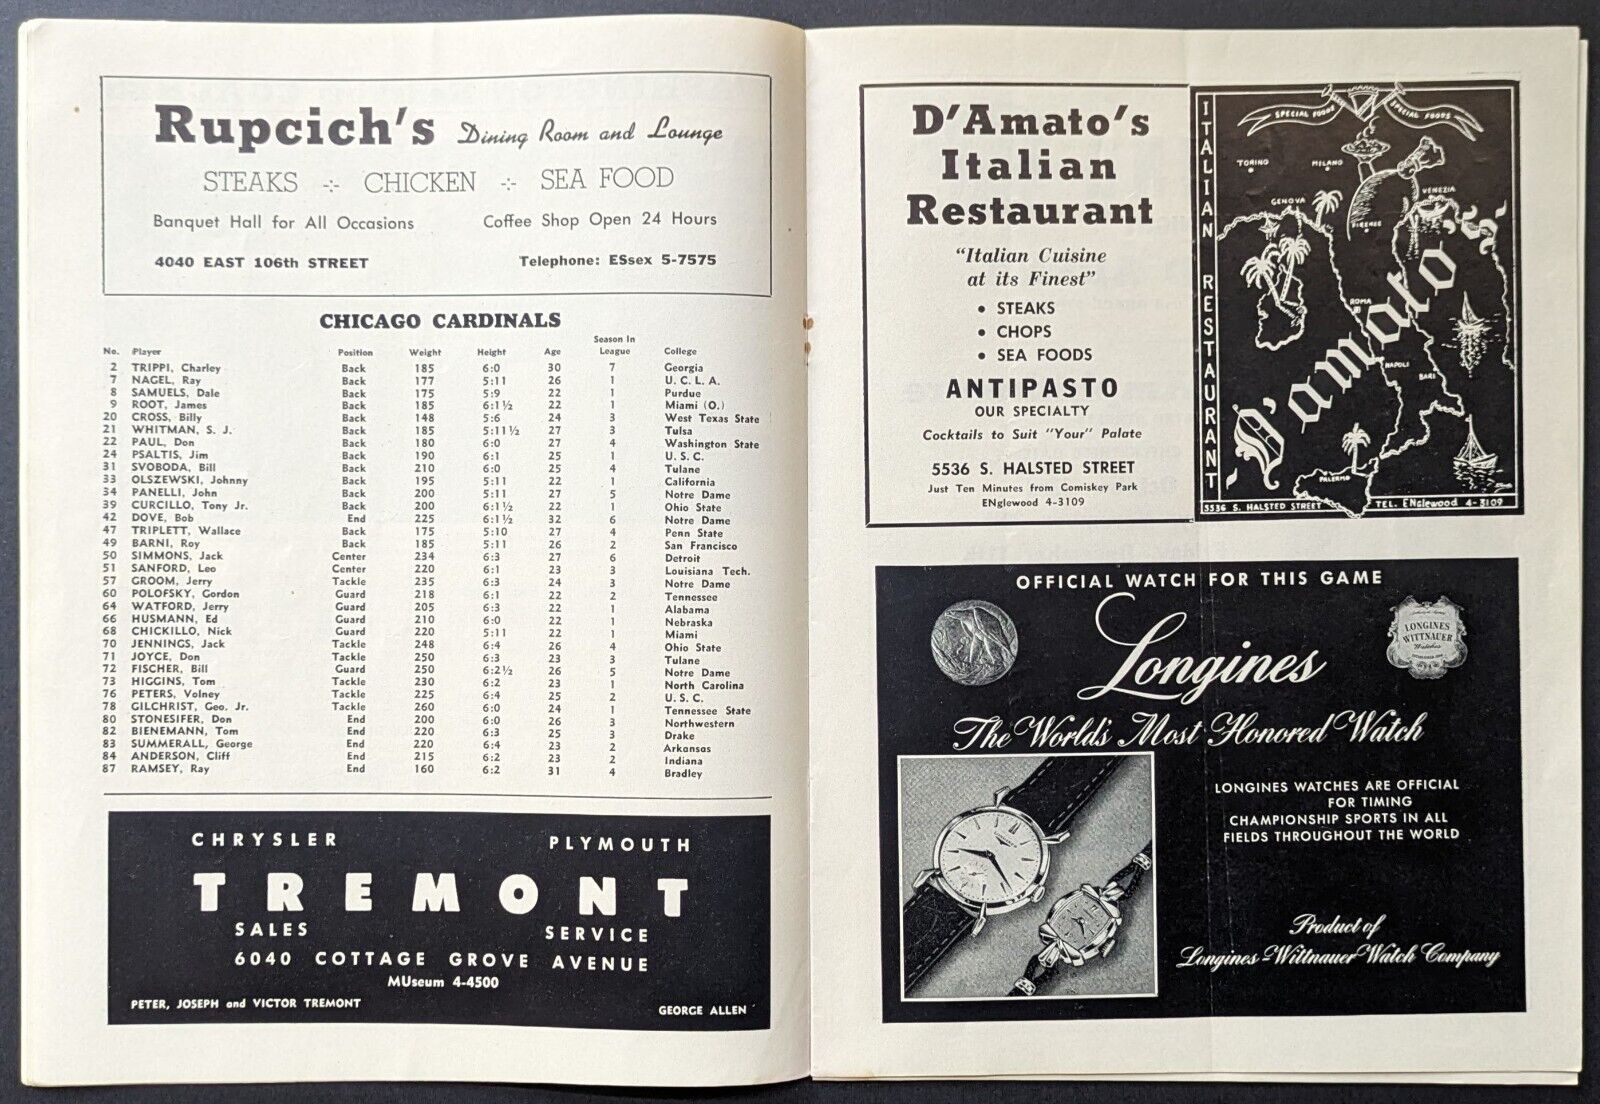 Rupcich's Dining Room and Lounge
STEAKS -:- CHICKEN -:- SEA FOOD
Banquet Hall for All Occasions Coffee Shop Open 24 Hours
4040 EAST 106th STREET Telephone: ESsex 5-7575
CHICAGO CARDINALS
No. Player Position Weight Height Age Season In League College
2 TRIPPI, Charley Back 185 6:0 30 7 Georgia
7 NAGEL, Ray Back 177 5:11 26 1 U. C. L. A.
8 SAMUELS, Dale Back 175 5:9 22 1 Purdue
9 ROOT, James Back 185 6:1½ 22 1 Miami (O.)
20 CROSS, Billy Back 148 5:6 24 3 West Texas State
21 WHITMAN, S. J. Back 185 5:11½ 27 3 Tulsa
22 PAUL, Don Back 180 6:0 27 4 Washington State
24 PSALTIS, Jim Back 190 6:1 25 1 U. S. C.
31 SVOBODA, Bill Back 210 6:0 25 4 Tulane
33 OLSZEWSKI, Johnny Back 195 5:11 22 1 California
34 PANELLI, John Back 200 5:11 27 5 Notre Dame
39 CURCILLO, Tony Jr. Back 200 6:1½ 22 1 Ohio State
42 DOVE, Bob End 225 6:1½ 32 6 Notre Dame
47 TRIPLETT, Wallace Back 175 5:10 27 4 Penn State
49 BARNI, Roy Back 185 5:11 26 2 San Francisco
50 SIMMONS, Jack Center 234 6:3 27 6 Detroit
51 SANFORD, Leo Center 220 6:1 23 3 Louisiana Tech.
57 GROOM, Jerry Tackle 235 6:3 24 3 Notre Dame
60 POLOFSKY, Gordon Guard 218 6:1 22 2 Tennessee
64 WATFORD, Jerry Guard 205 6:3 22 1 Alabama
66 HUSMANN, Ed Guard 210 6:0 22 1 Nebraska
68 CHICKILLO, Nick Guard 220 5:11 22 1 Miami
70 JENNINGS, Jack Tackle 248 6:4 26 4 Ohio State
71 JOYCE, Don Tackle 250 6:3 23 3 Tulane
72 FISCHER, Bill Guard 250 6:2½ 26 5 Notre Dame
73 HIGGINS, Tom Tackle 230 6:2 23 1 North Carolina
76 PETERS, Volney Tackle 225 6:4 25 2 U. S. C.
78 GILCHRIST, Geo. Jr. Tackle 260 6:0 24 1 Tennessee State
80 STONESIFER, Don End 200 6:0 26 3 Northwestern
82 BIENEMANN, Tom End 220 6:3 25 3 Drake
83 SUMMERALL, George End 220 6:4 23 2 Arkansas
84 ANDERSON, Cliff End 215 6:2 23 2 Indiana
87 RAMSEY, Ray End 160 6:2 31 4 Bradley
CHRYSLER PLYMOUTH
TREMONT
SALES SERVICE
6040 COTTAGE GROVE AVENUE
MUseum 4-4500
PETER, JOSEPH and VICTOR TREMONT GEORGE ALLEN
D'Amato's
Italian
Restaurant
"Italian Cuisine
at its Finest"
• STEAKS
• CHOPS
• SEA FOODS
ANTIPASTO
OUR SPECIALTY
Cocktails to Suit "Your" Palate
5536 S. HALSTED STREET
Just Ten Minutes from Comiskey Park
ENglewood 4-3109
ITALIAN RESTAURANT
SPECIAL FOODS SPECIAL FOODS
TORINO MILANO
VENEZIA
GENOVA
FIRENZE
ROMA
NAPOLI
BARI
PALERMO
D'amato's
5536 S. HALSTED STREET TEL. ENglewood 4-3109
OFFICIAL WATCH FOR THIS GAME
LONGINES
WITTNAUER
Watches
Longines
The World's Most Honored Watch
LONGINES WATCHES ARE OFFICIAL
FOR TIMING
CHAMPIONSHIP SPORTS IN ALL
FIELDS THROUGHOUT THE WORLD
Product of
Longines-Wittnauer Watch Company